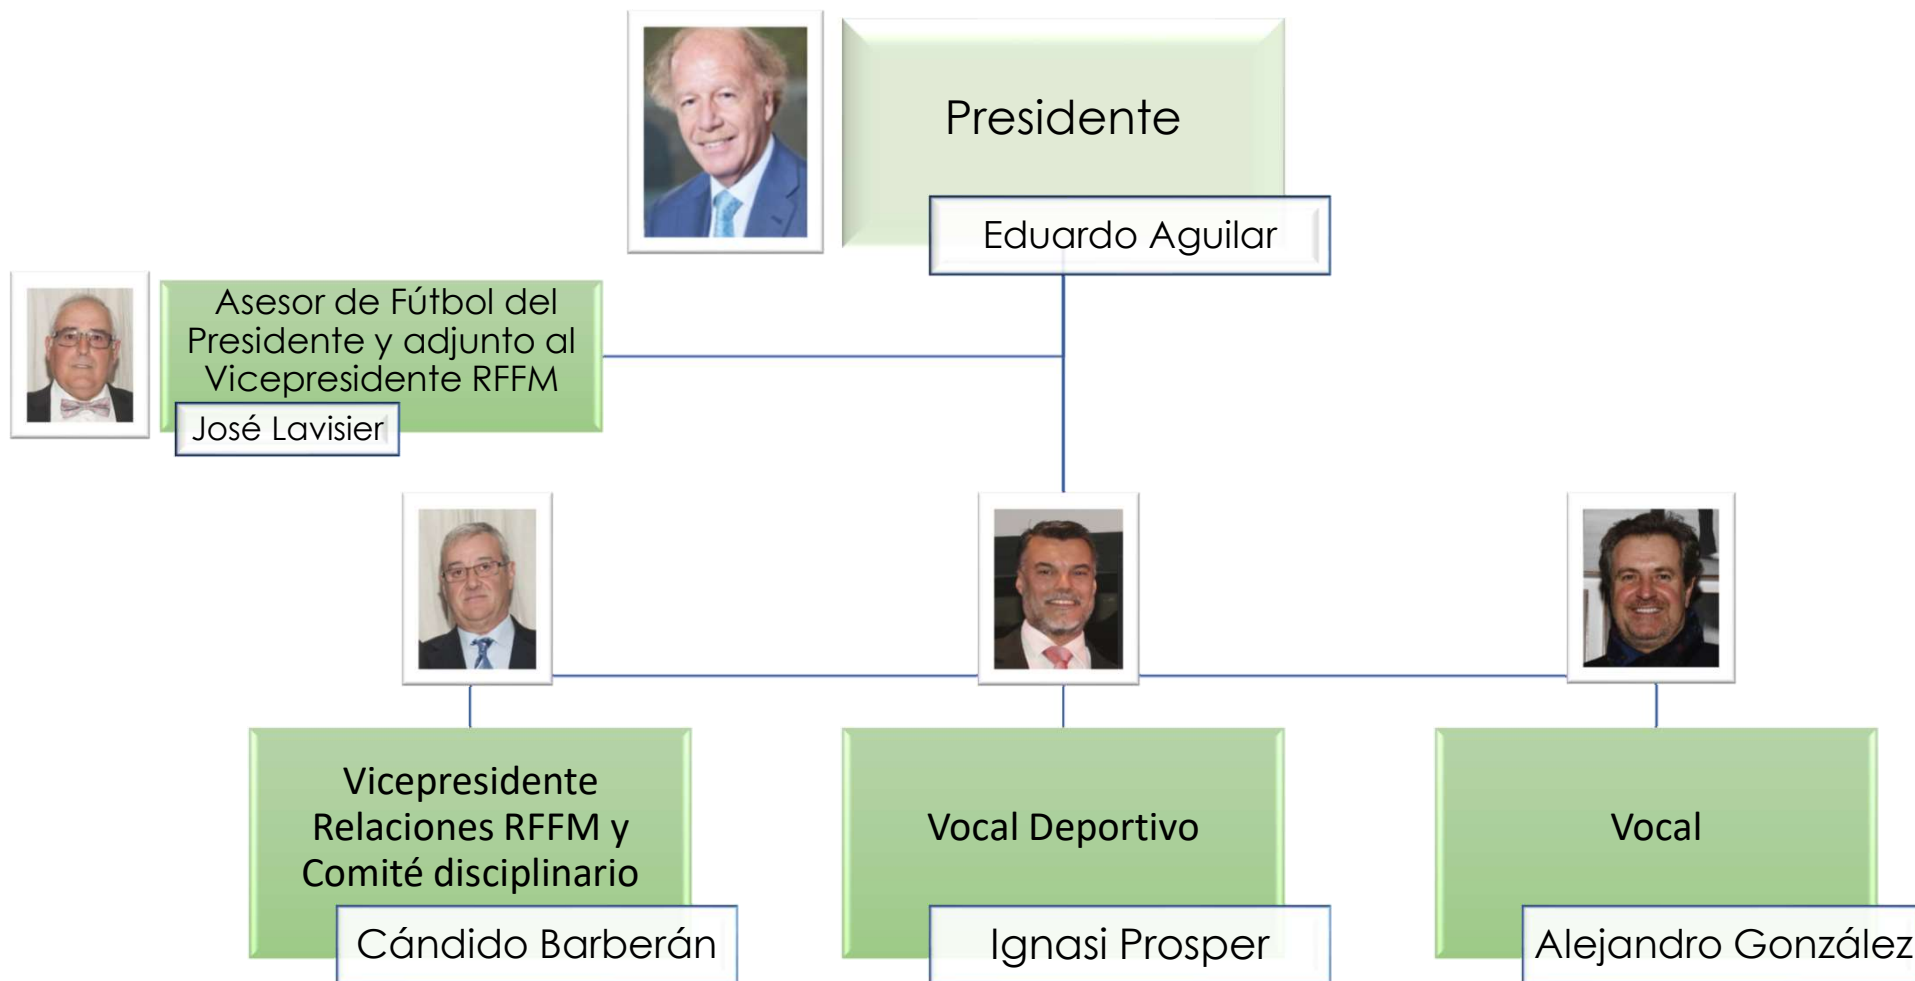 Presidente
Eduardo Aguilar
Asesor de Fútbol del
Presidente y adjunto al
Vicepresidente RFFM
José Lavisier
Vicepresidente
Relaciones RFFM y
Comité disciplinario
Cándido Barberán
Vocal Deportivo
Ignasi Prosper
Vocal
Alejandro González